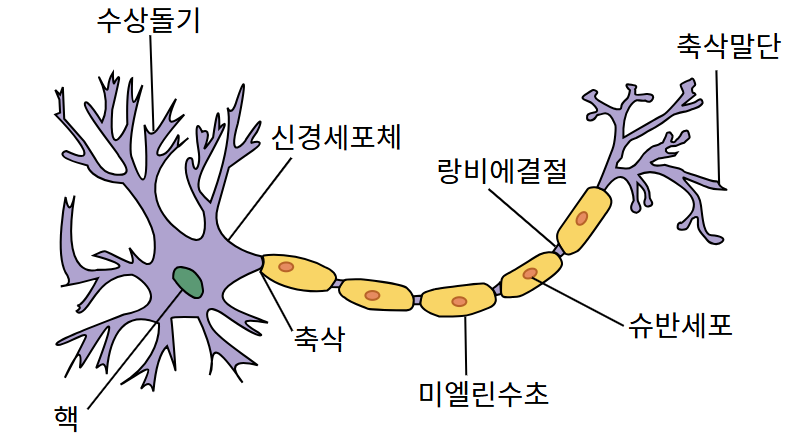 수상돌기
축삭말단
신경세포체
랑비에결절
슈반세포
축삭
미엘린수초
핵